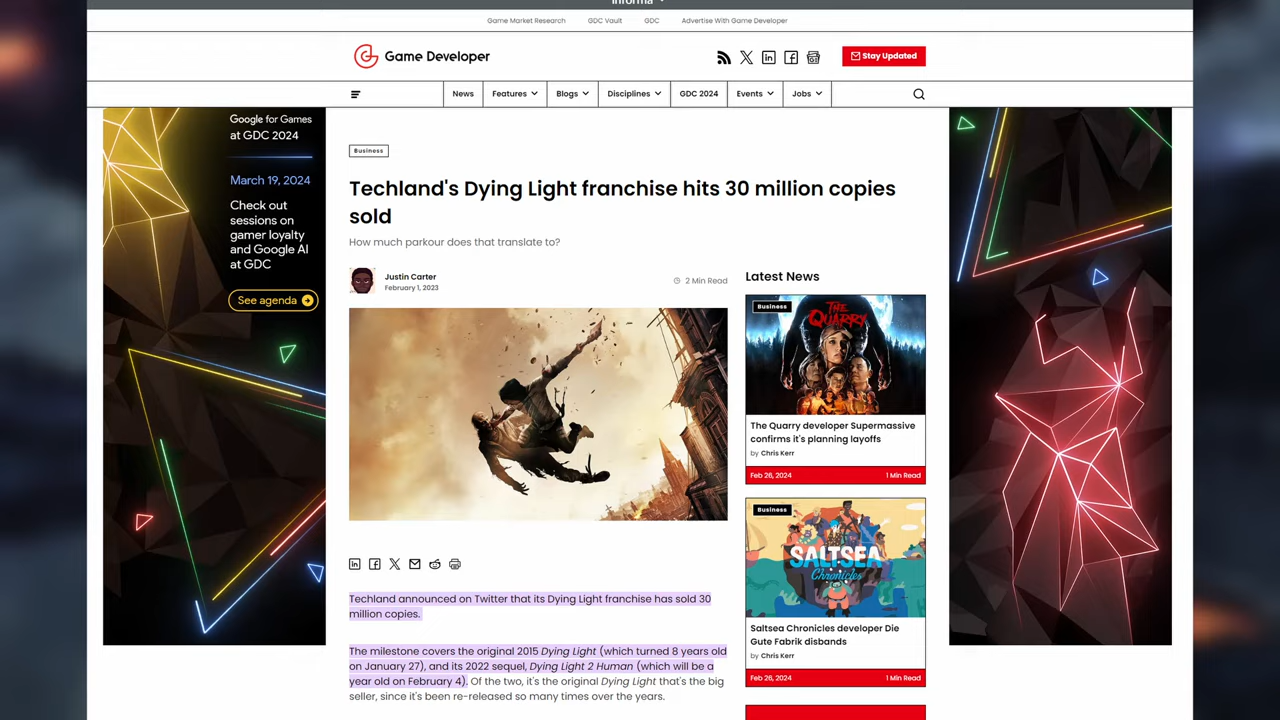 informa
Game Market Research GDC Vault GDC Advertise With Game Developer
Game Developer
Stay Updated
News Features Blogs Disciplines GDC 2024 Events Jobs
Google for Games
at GDC 2024
March 19, 2024
Check out
sessions on
gamer loyalty
and Google AI
at GDC
See agenda
Business
Techland's Dying Light franchise hits 30 million copies
sold
How much parkour does that translate to?
Justin Carter
February 1, 2023
2 Min Read
Techland announced on Twitter that its Dying Light franchise has sold 30
million copies.
The milestone covers the original 2015 Dying Light (which turned 8 years old
on January 27), and its 2022 sequel, Dying Light 2 Human (which will be a
year old on February 4). Of the two, it's the original Dying Light that's the big
seller, since it's been re-released so many times over the years.
Latest News
Business
THE
QUARRY
The Quarry developer Supermassive
confirms it's planning layoffs
by Chris Kerr
Feb 26, 2024 1 Min Read
Business
SALTSEA
Chronicles
Saltsea Chronicles developer Die
Gute Fabrik disbands
by Chris Kerr
Feb 26, 2024 1 Min Read